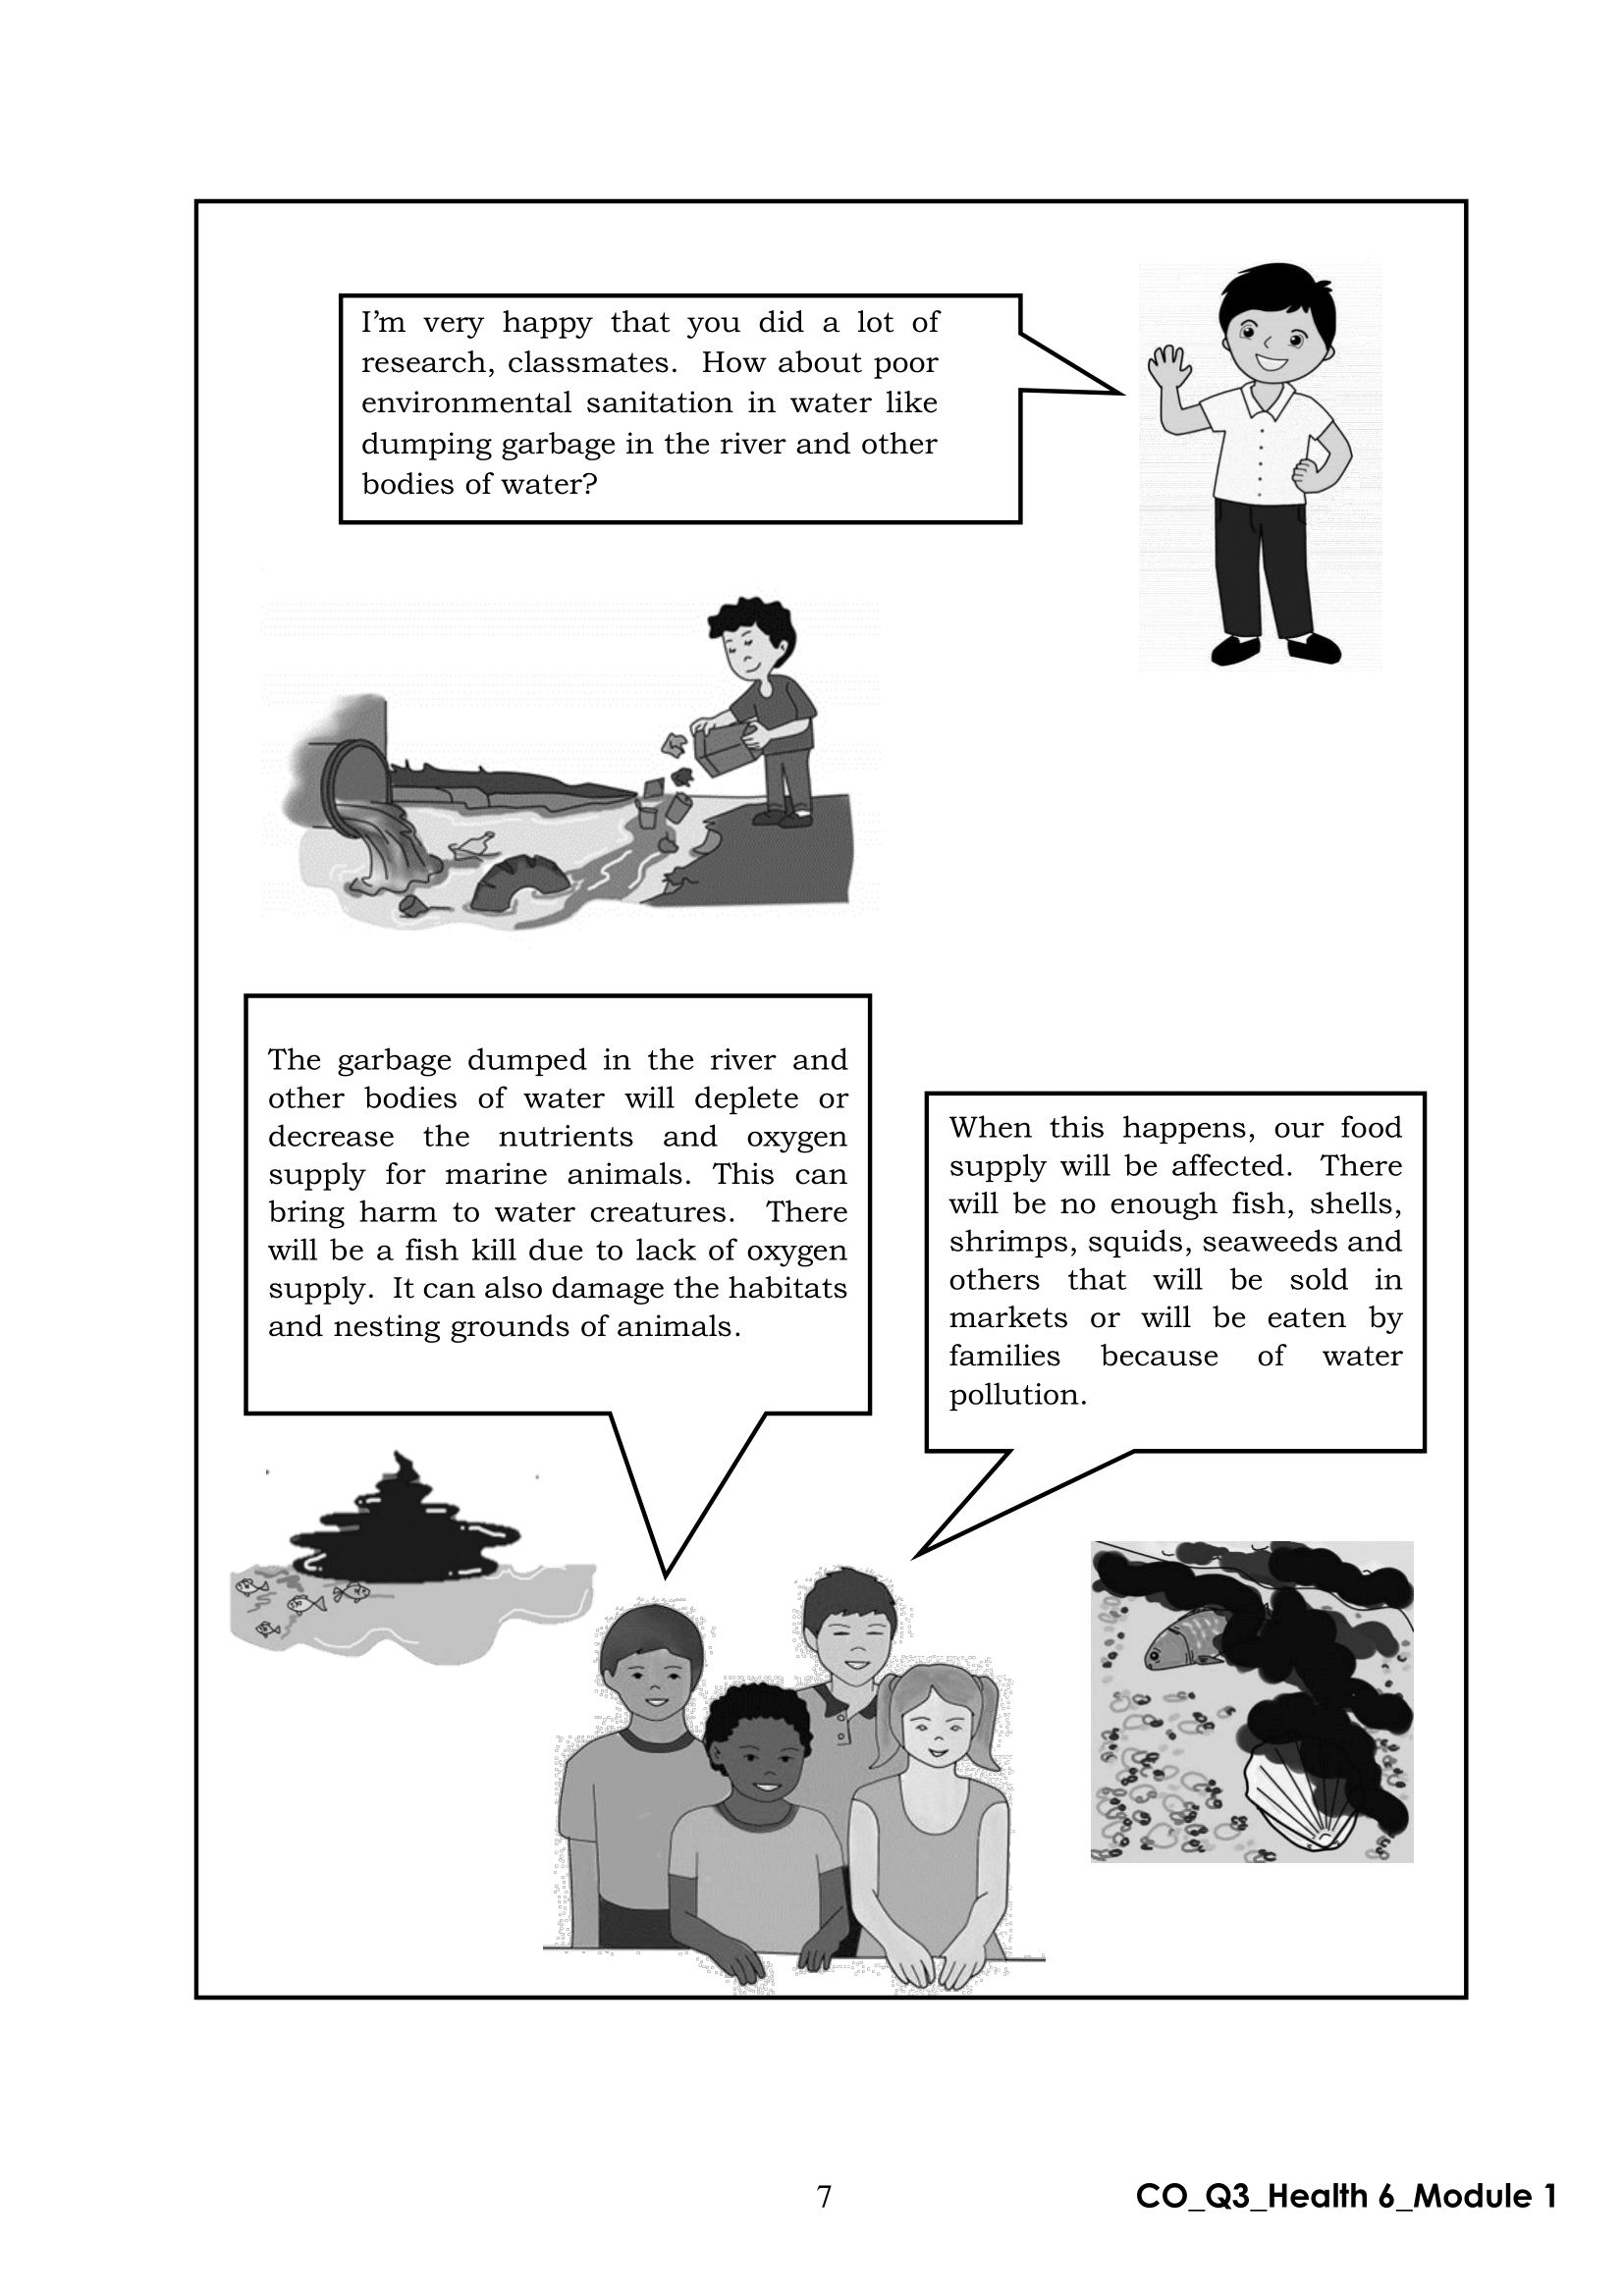 I’m very happy that you did a lot of
research, classmates. How about poor
environmental sanitation in water like
dumping garbage in the river and other
bodies of water?
The garbage dumped in the river and
other bodies of water will deplete or
decrease the nutrients and oxygen
supply for marine animals. This can
bring harm to water creatures. There
will be a fish kill due to lack of oxygen
supply. It can also damage the habitats
and nesting grounds of animals.
When this happens, our food
supply will be affected. There
will be no enough fish, shells,
shrimps, squids, seaweeds and
others that will be sold in
markets or will be eaten by
families because of water
pollution.
7
CO_Q3_Health 6_Module 1